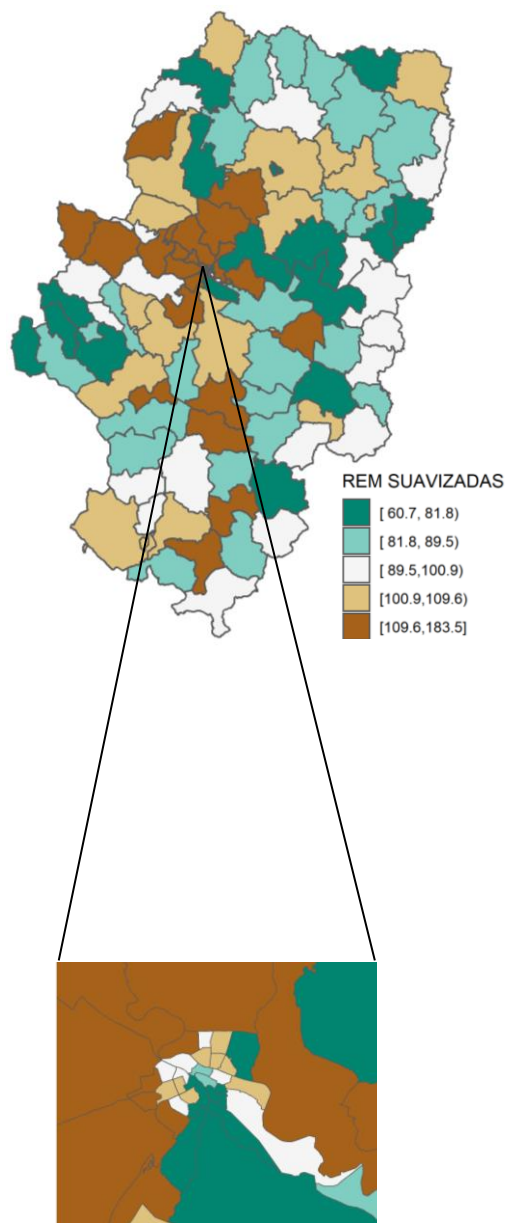 REM SUAVIZADAS
[ 60.7, 81.8)
[ 81.8, 89.5)
[ 89.5,100.9)
[100.9,109.6)
[109.6,183.5]